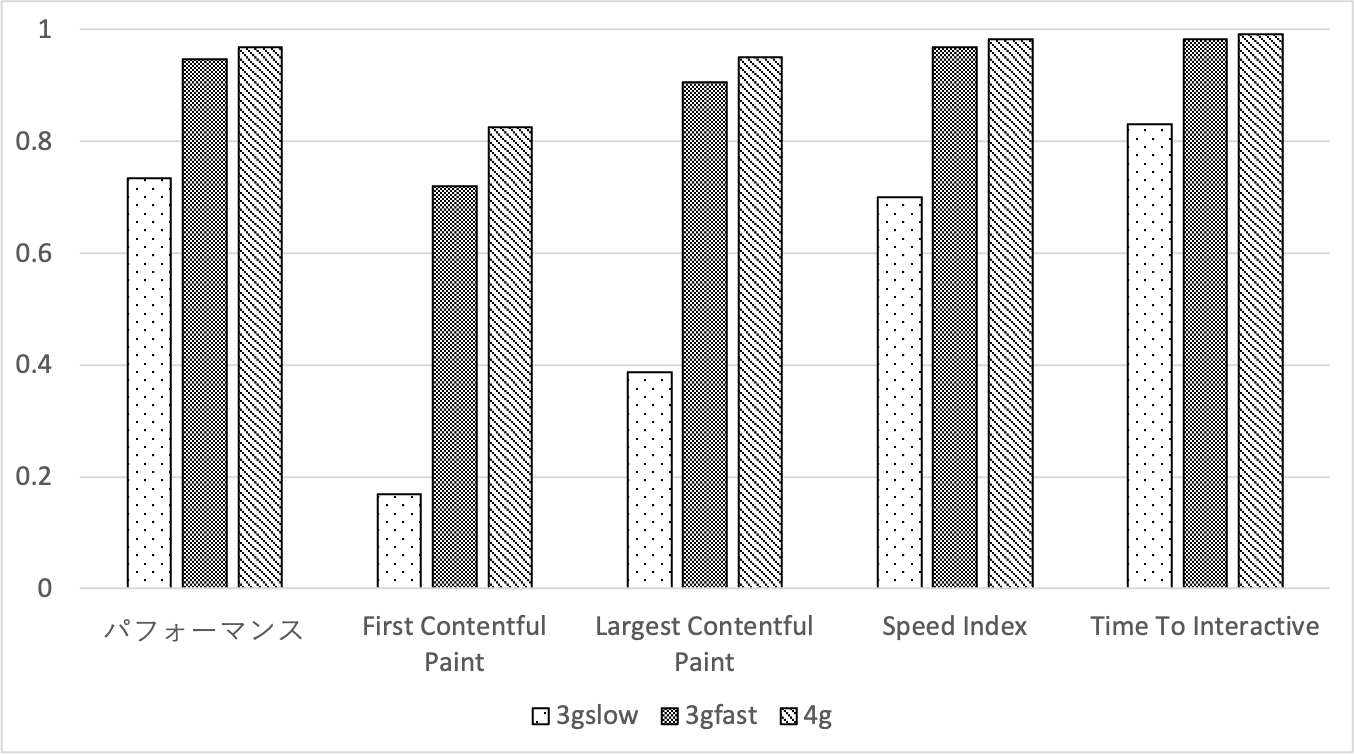 1
0.8
0.6
0.4
0.2
0
パフォーマンス
First Contentful
Paint
Largest Contentful
Paint
Speed Index
Time To Interactive
3gslow
3gfast
4g